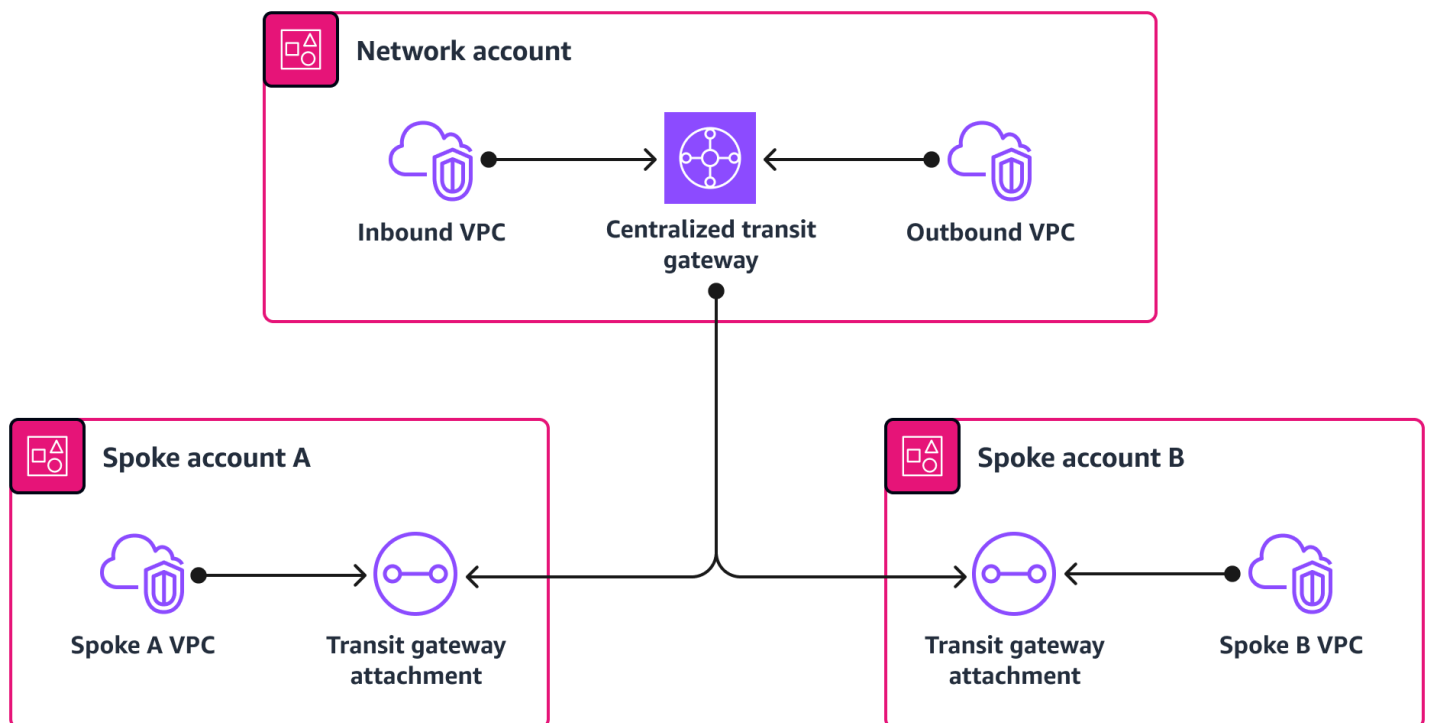 Network account
Inbound VPC
Centralized transit
gateway
Outbound VPC
Spoke account A
Spoke A VPC
Transit gateway
attachment
Spoke account B
Transit gateway
attachment
Spoke B VPC